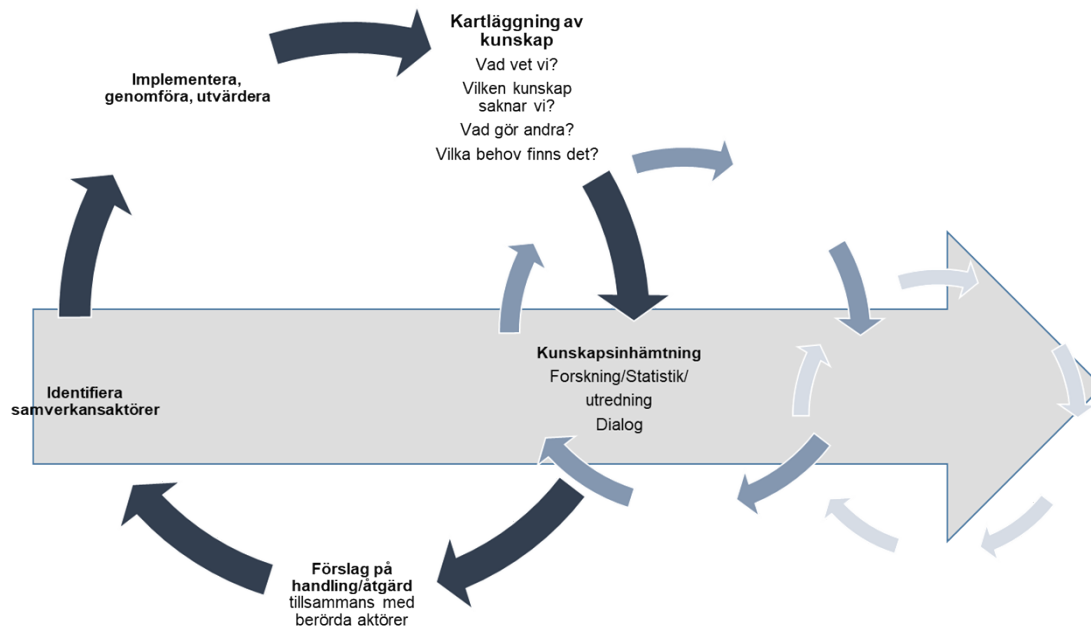 Kartläggning av
kunskap
Vad vet vi?
Vilken kunskap
saknar vi?
Vad gör andra?
Vilka behov finns det?
Implementera,
genomföra, utvärdera
Kunskapsinhämtning
Forskning/Statistik/
utredning
Dialog
Identifiera
samverkansaktörer
Förslag på
handling/åtgärd
tillsammans med
berörda aktörer